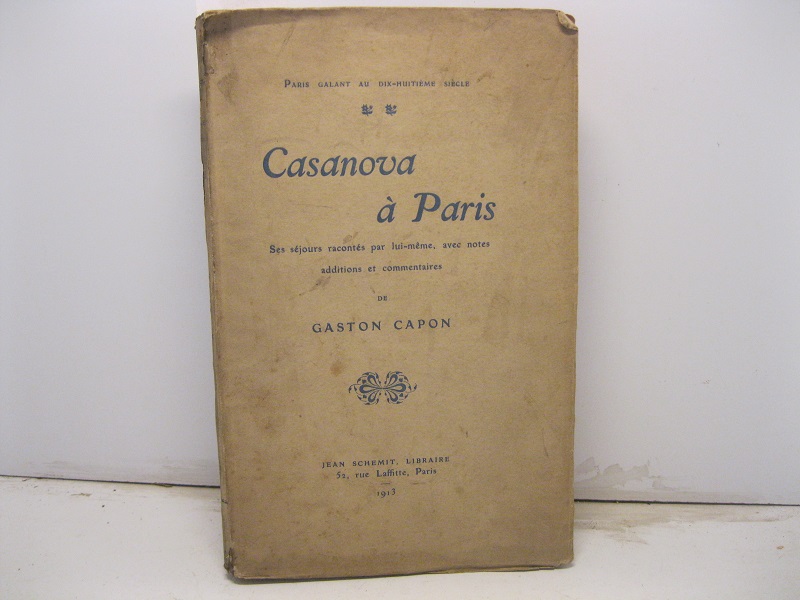 PARIS GALANT AU DIX-HUITIÈME SIÈCLE
Casanova
à Paris
Ses séjours racontés par lui-même, avec notes
additions et commentaires
DE
GASTON CAPON
JEAN SCHEMIT, LIBRAIRE
52, rue Laffitte, Paris
1913